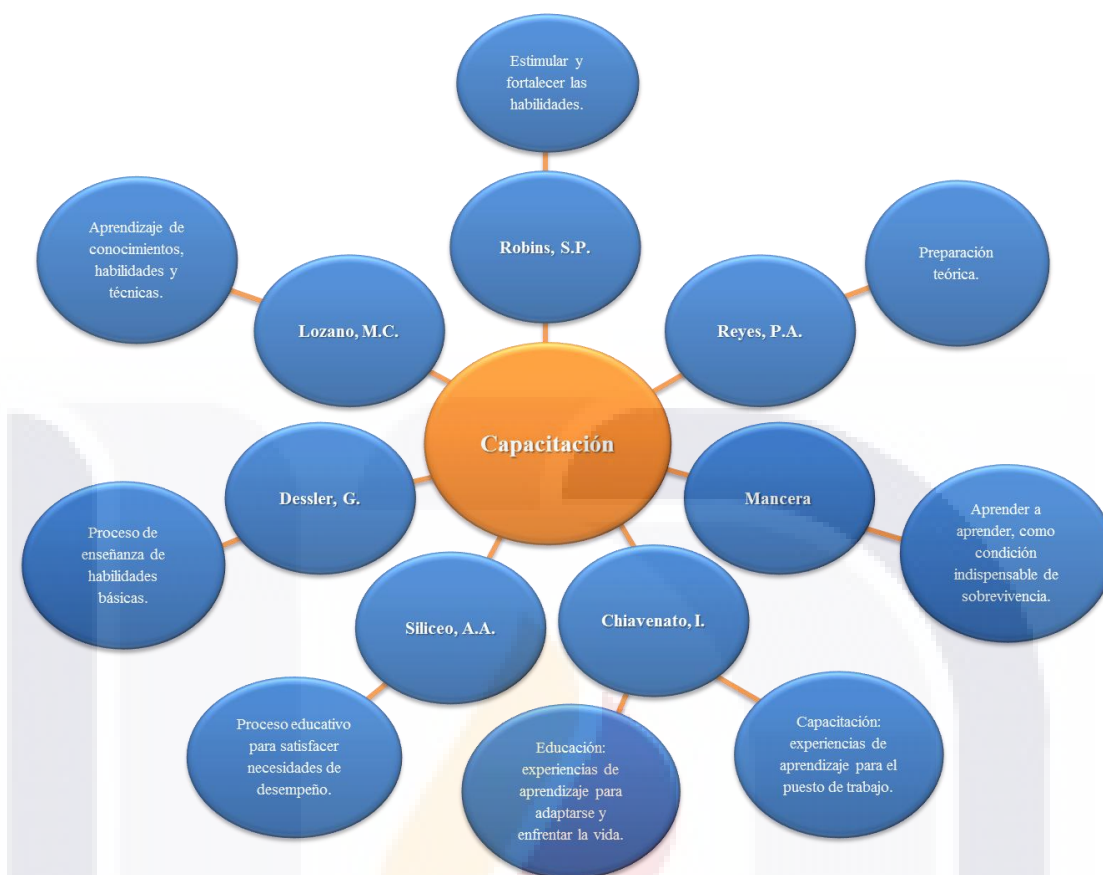 Estimular y
fortalecer las
habilidades.
Robins, S.P.
Aprendizaje de
conocimientos,
habilidades y
técnicas.
Lozano, M.C.
Preparación
teórica.
Reyes, P.A.
Capacitación
Dessler, G.
Proceso de
enseñanza de
habilidades
básicas.
Mancera
Aprender a
aprender, como
condición
indispensable de
sobrevivencia.
Siliceo, A.A.
Proceso educativo
para satisfacer
necesidades de
desempeño.
Chiavenato, I.
Educación:
experiencias de
aprendizaje para
adaptarse y
enfrentar la vida.
Capacitación:
experiencias de
aprendizaje para el
puesto de trabajo.